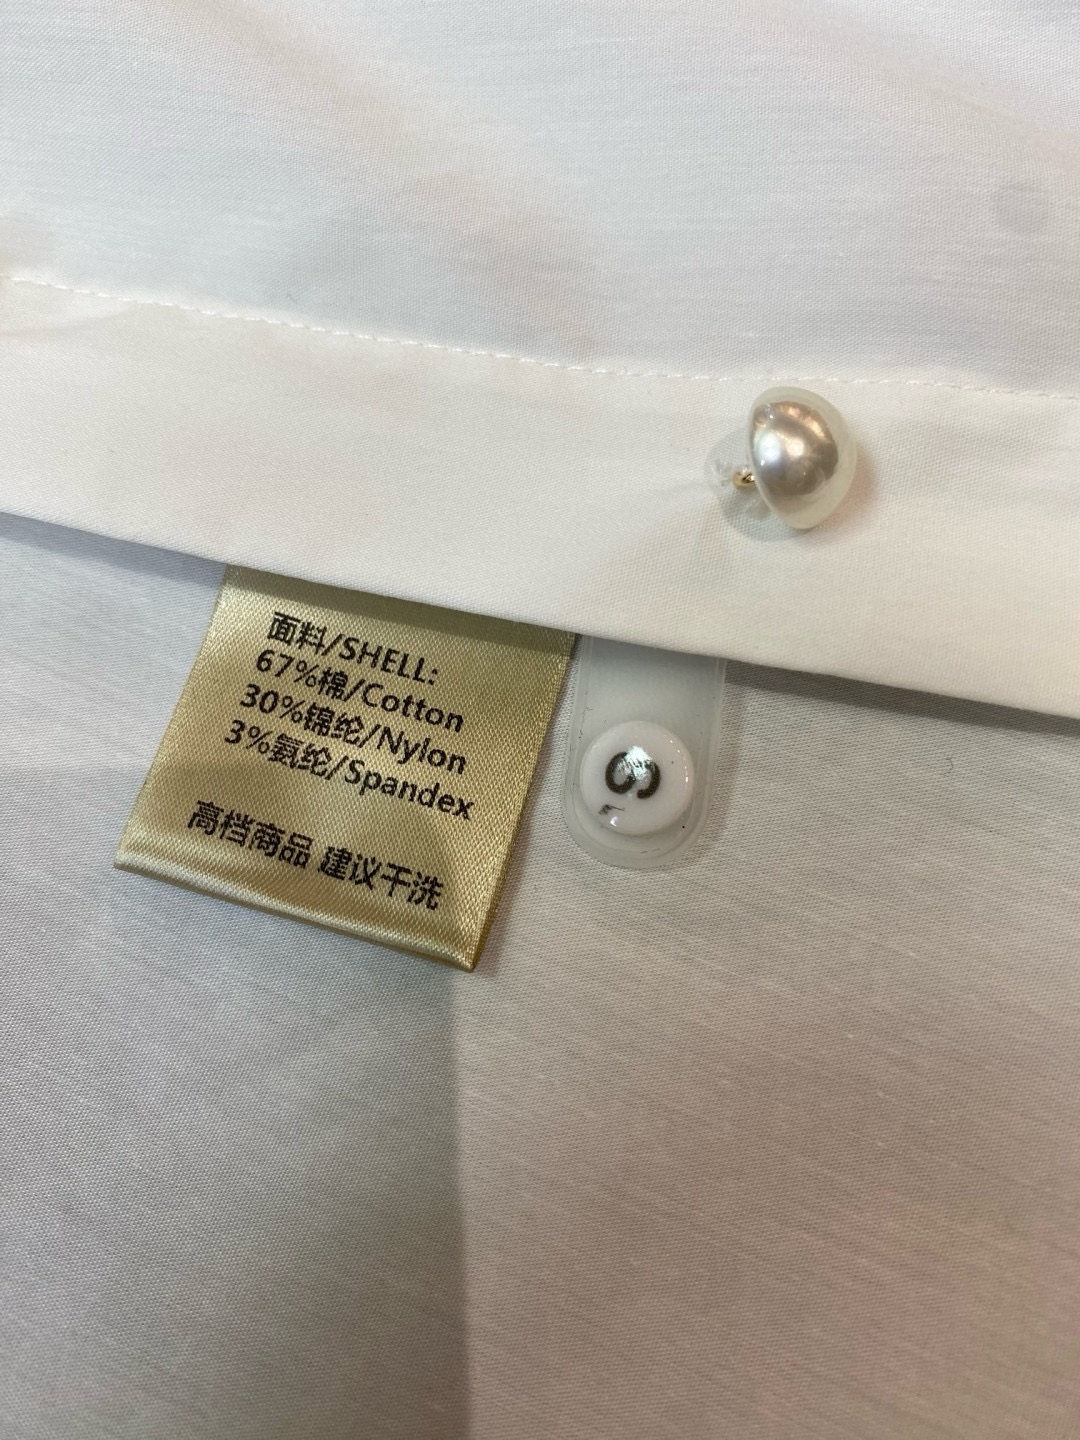 面料/SHELL:
67%棉/Cotton
30%锦纶/Nylon
3%氨纶/Spandex
高档商品 建议干洗